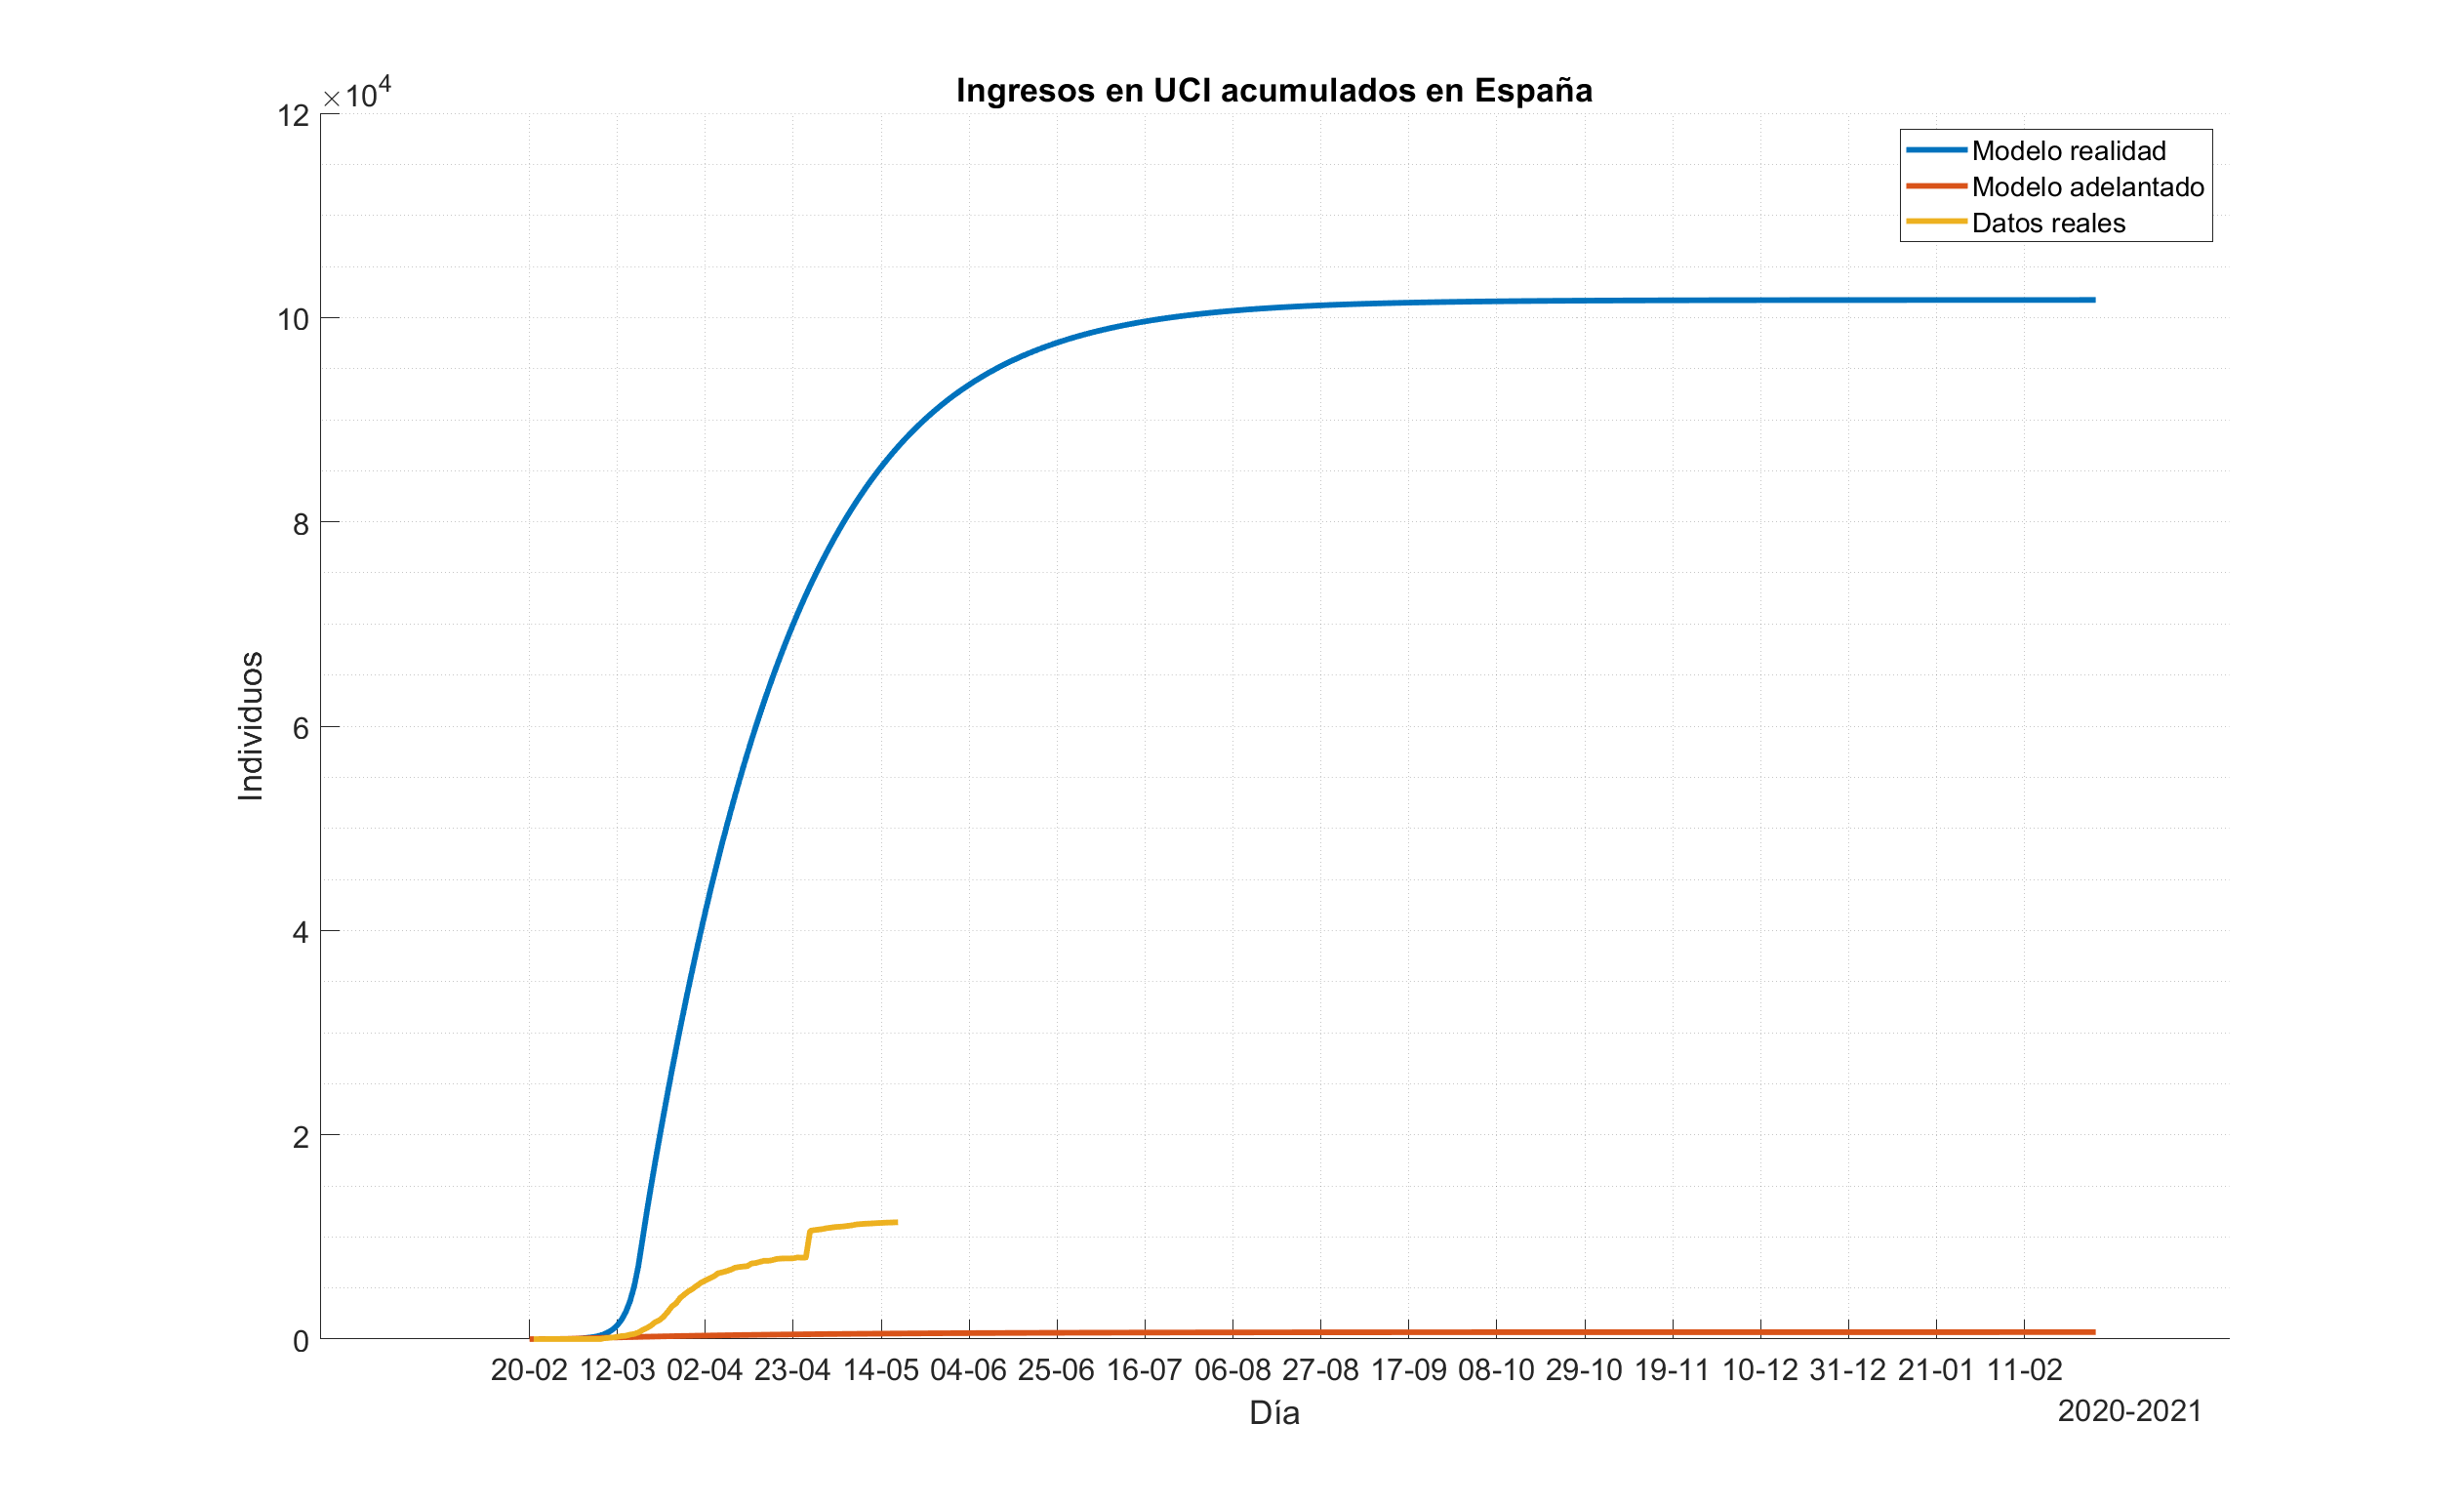 Ingresos en UCI acumulados en España
×10⁴
12
10
8
6
4
2
0
Individuos
Modelo realidad
Modelo adelantado
Datos reales
20-02 12-03 02-04 23-04 14-05 04-06 25-06 16-07 06-08 27-08 17-09 08-10 29-10 19-11 10-12 31-12 21-01 11-02
Día
2020-2021